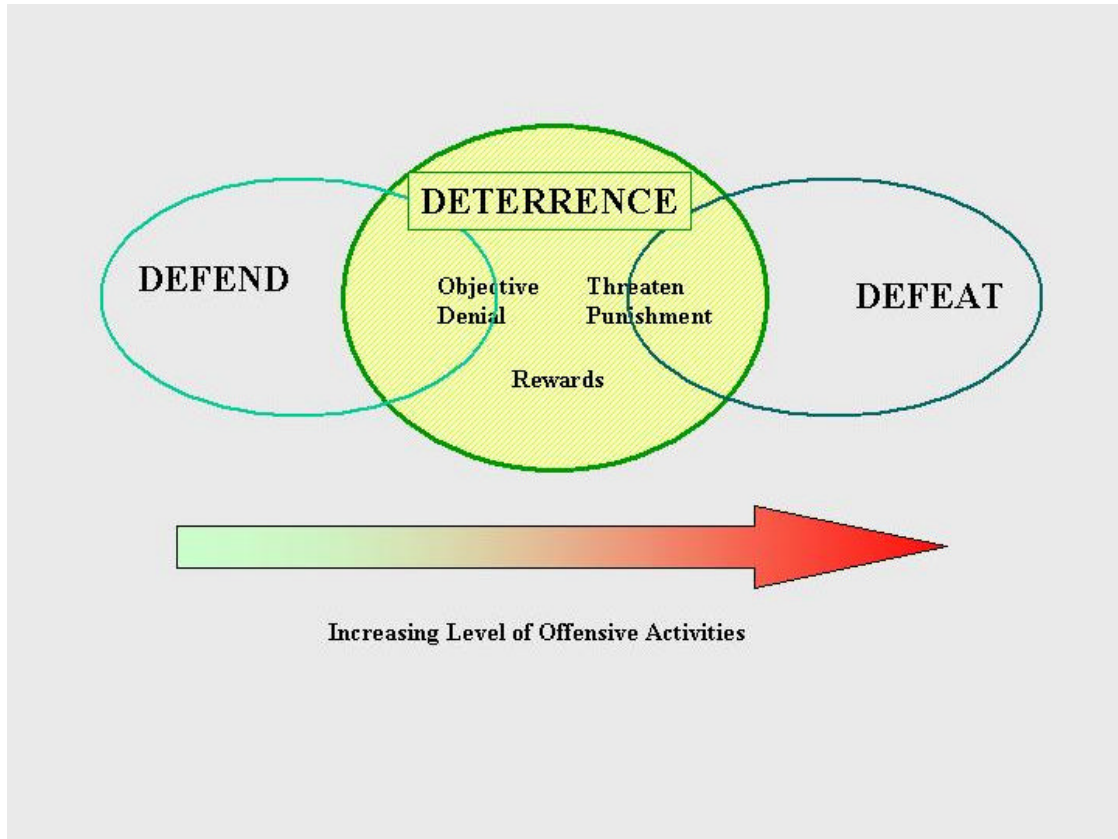 DETERRENCE
DEFEND
Objective
Denial
Threaten
Punishment
DEFEAT
Rewards
Increasing Level of Offensive Activities